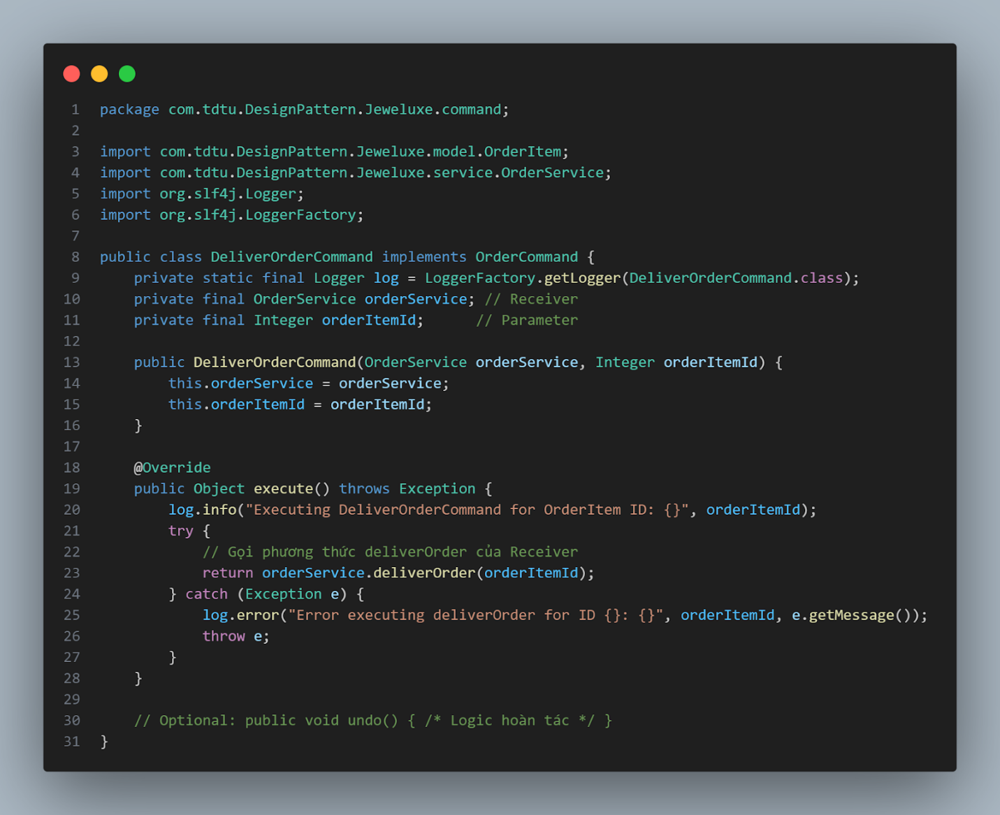 1 package com.tdtu.DesignPattern.Jeweluxe.command;
2
3 import com.tdtu.DesignPattern.Jeweluxe.model.OrderItem;
4 import com.tdtu.DesignPattern.Jeweluxe.service.OrderService;
5 import org.slf4j.Logger;
6 import org.slf4j.LoggerFactory;
7
8 public class DeliverOrderCommand implements OrderCommand {
9     private static final Logger log = LoggerFactory.getLogger(DeliverOrderCommand.class);
10     private final OrderService orderService; // Receiver
11     private final Integer orderItemId;      // Parameter
12
13     public DeliverOrderCommand(OrderService orderService, Integer orderItemId) {
14         this.orderService = orderService;
15         this.orderItemId = orderItemId;
16     }
17
18     @Override
19     public Object execute() throws Exception {
20         log.info("Executing DeliverOrderCommand for OrderItem ID: {}", orderItemId);
21         try {
22             // Gọi phương thức deliverOrder của Receiver
23             return orderService.deliverOrder(orderItemId);
24         } catch (Exception e) {
25             log.error("Error executing deliverOrder for ID {}: {}", orderItemId, e.getMessage());
26             throw e;
27         }
28     }
29
30     // Optional: public void undo() { /* Logic hoàn tác */ }
31 }